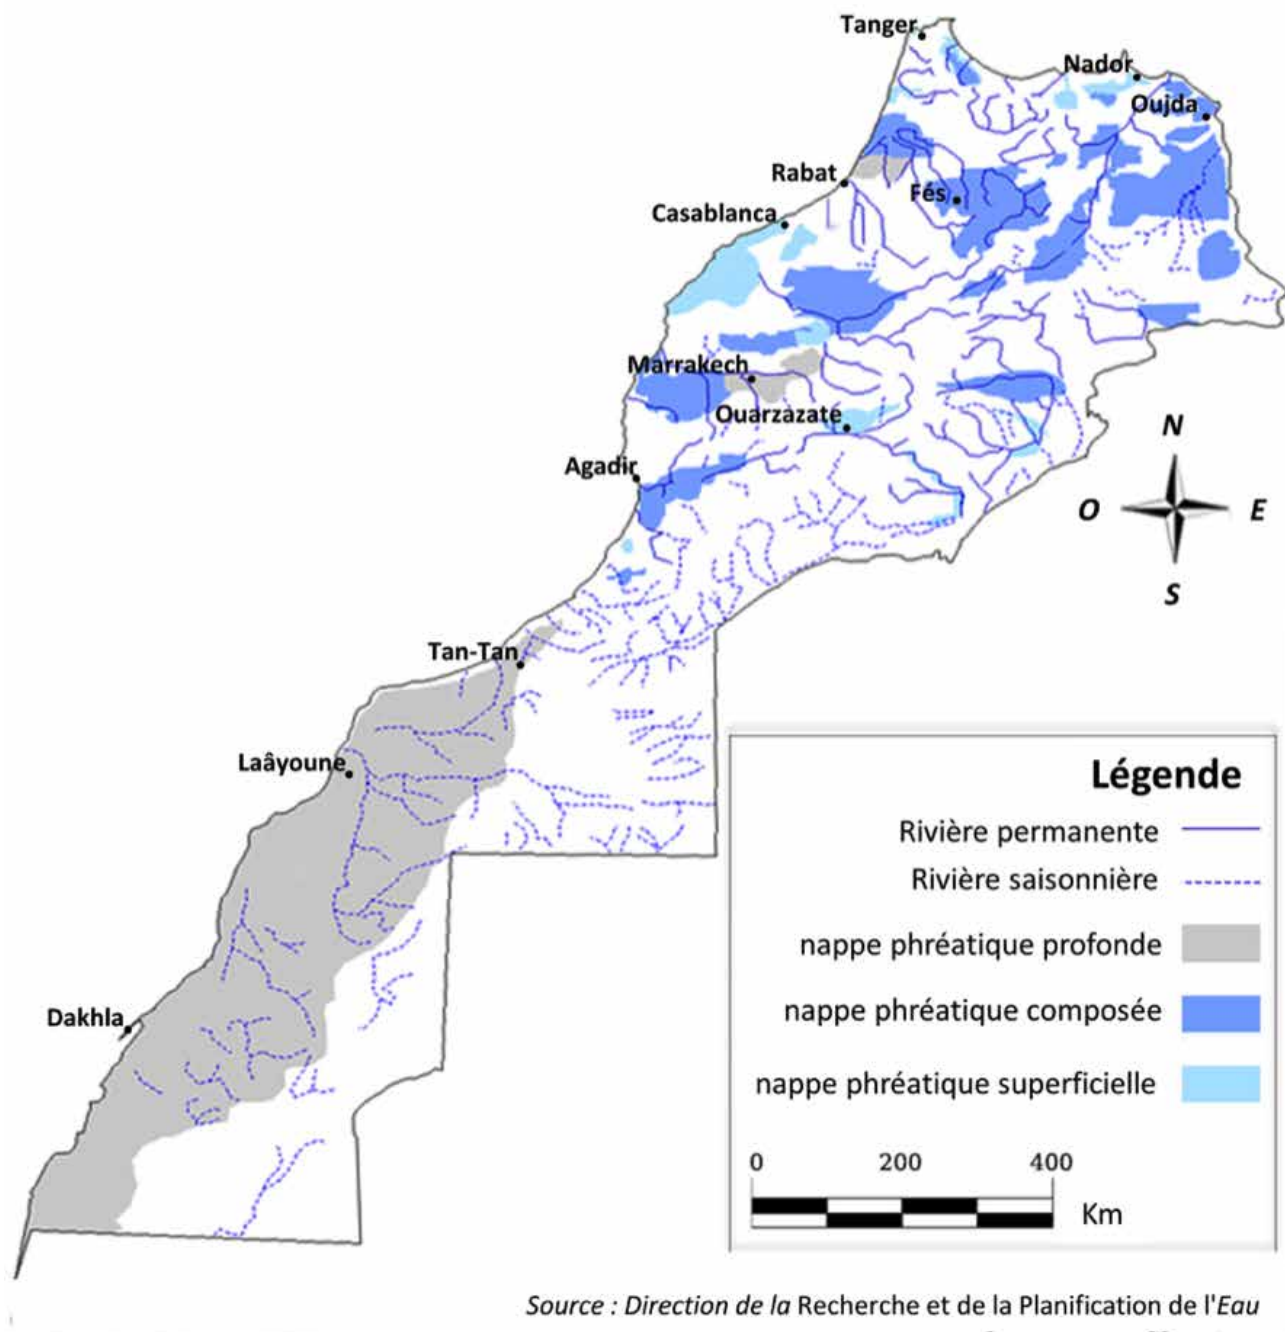 Tanger
Nador
Oujda
Rabat
Fés
Casablanca
Marrakech
Ouarzazate
Agadir
N
O
E
S
Tan-Tan
Laâyoune
Dakhla
Légende
Rivière permanente
Rivière saisonnière
nappe phréatique profonde
nappe phréatique composée
nappe phréatique superficielle
0 200 400
Km
Source : Direction de la Recherche et de la Planification de l'Eau